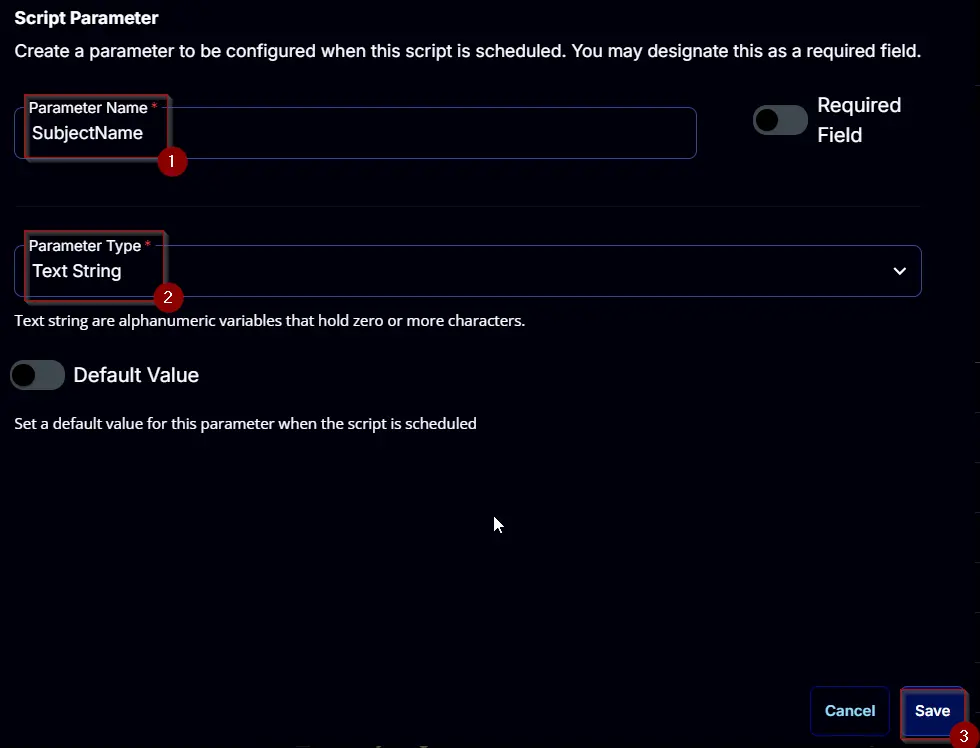 Script Parameter
Create a parameter to be configured when this script is scheduled. You may designate this as a required field.
Parameter Name *
SubjectName
1
Required
Field
Parameter Type *
Text String
2
Text string are alphanumeric variables that hold zero or more characters.
Default Value
Set a default value for this parameter when the script is scheduled
Cancel
Save
3